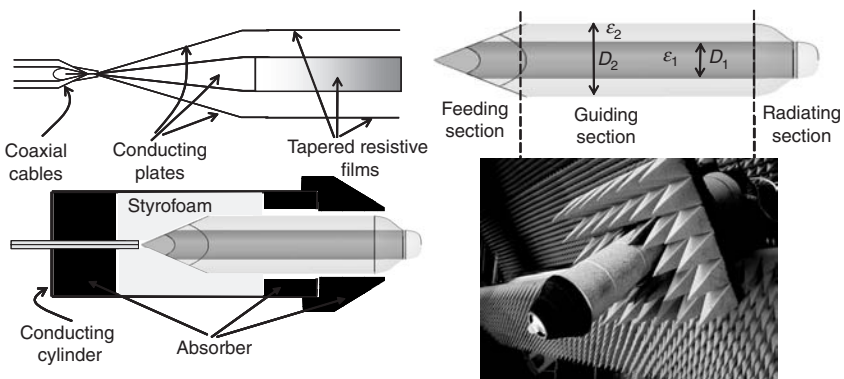 Coaxial
cables
Conducting
plates
Tapered resistive
films
ε₂
D₂
ε₁
D₁
Feeding
section
Guiding
section
Radiating
section
Styrofoam
Conducting
cylinder
Absorber